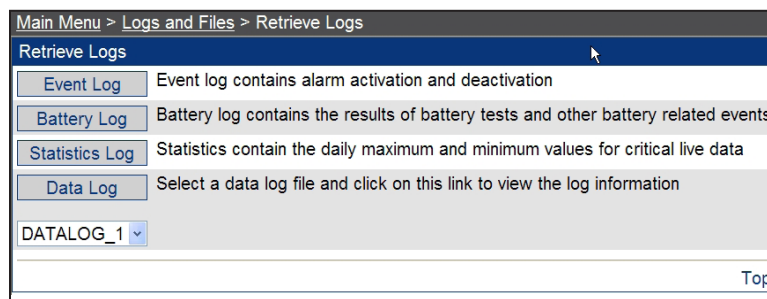 Main Menu > Logs and Files > Retrieve Logs
Retrieve Logs
Event Log Event log contains alarm activation and deactivation
Battery Log Battery log contains the results of battery tests and other battery related events
Statistics Log Statistics contain the daily maximum and minimum values for critical live data
Data Log Select a data log file and click on this link to view the log information
DATALOG_1
Top